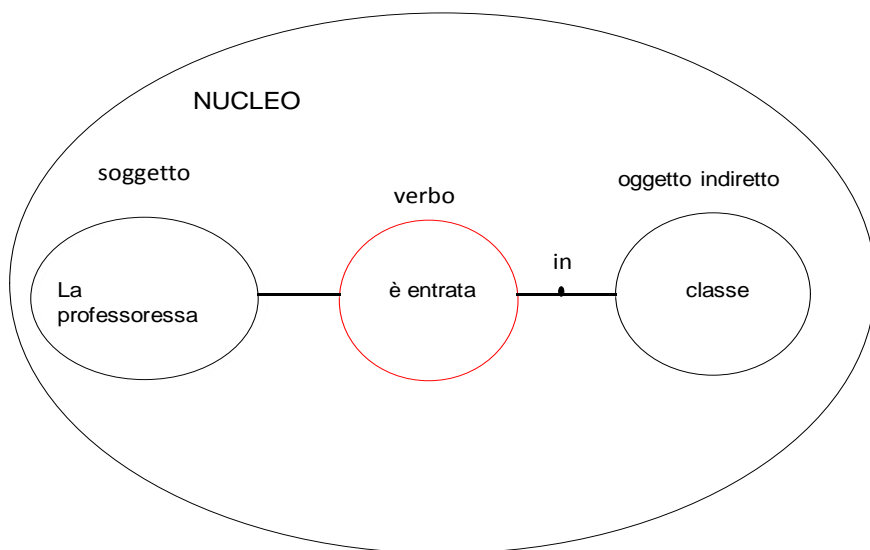 NUCLEO
soggetto
verbo
oggetto indiretto
La
professoressa
è entrata
in
classe